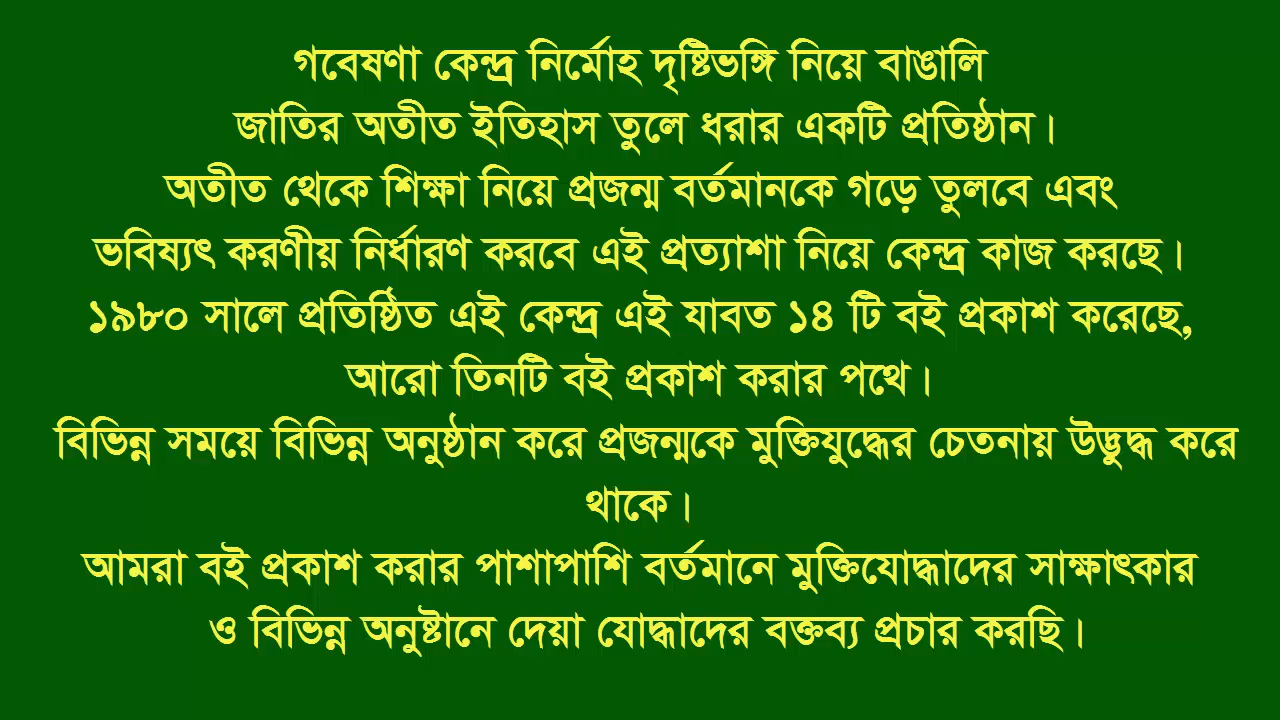 গবেষণা কেন্দ্র নির্মোহ দৃষ্টিভঙ্গি নিয়ে বাঙালি
জাতির অতীত ইতিহাস তুলে ধরার একটি প্রতিষ্ঠান।
অতীত থেকে শিক্ষা নিয়ে প্রজন্ম বর্তমানকে গড়ে তুলবে এবং
ভবিষ্যৎ করণীয় নির্ধারণ করবে এই প্রত্যাশা নিয়ে কেন্দ্র কাজ করছে।
১৯৮০ সালে প্রতিষ্ঠিত এই কেন্দ্র এই যাবত ১৪ টি বই প্রকাশ করেছে,
আরো তিনটি বই প্রকাশ করার পথে।
বিভিন্ন সময়ে বিভিন্ন অনুষ্ঠান করে প্রজন্মকে মুক্তিযুদ্ধের চেতনায় উদ্ভুদ্ধ করে
থাকে।
আমরা বই প্রকাশ করার পাশাপাশি বর্তমানে মুক্তিযোদ্ধাদের সাক্ষাৎকার
ও বিভিন্ন অনুষ্টানে দেয়া যোদ্ধাদের বক্তব্য প্রচার করছি।